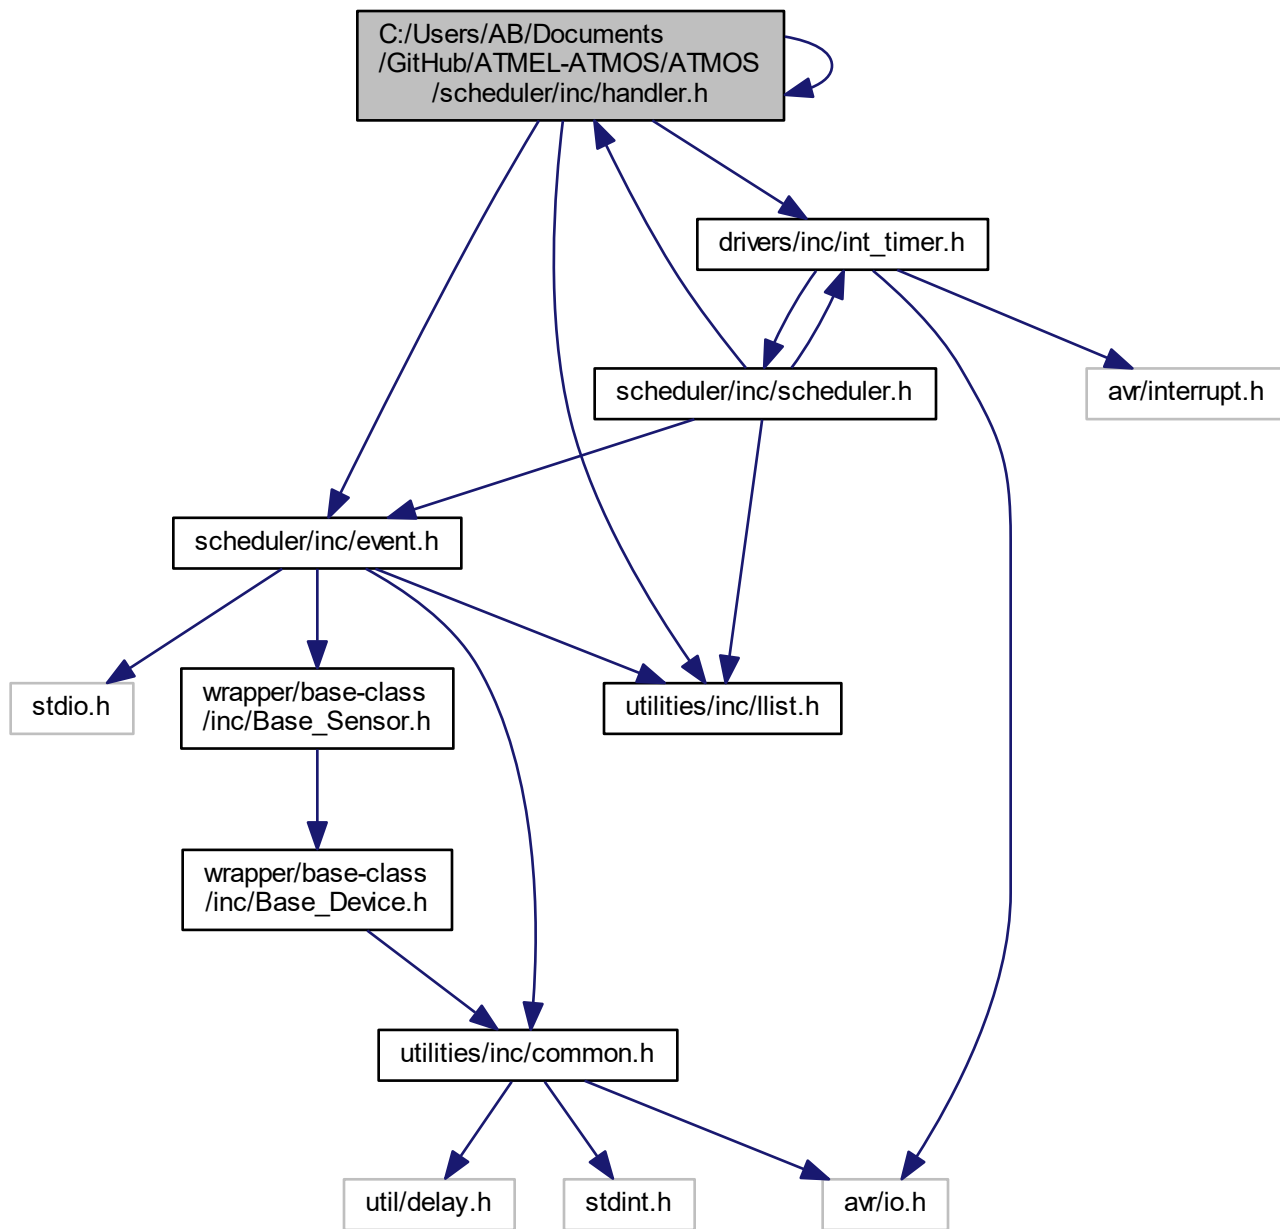 C:/Users/AB/Documents
/GitHub/ATMEL-ATMOS/ATMOS
/scheduler/inc/handler.h
drivers/inc/int_timer.h
scheduler/inc/scheduler.h
avr/interrupt.h
scheduler/inc/event.h
stdio.h
wrapper/base-class
/inc/Base_Sensor.h
utilities/inc/llist.h
wrapper/base-class
/inc/Base_Device.h
utilities/inc/common.h
util/delay.h
stdint.h
avr/io.h